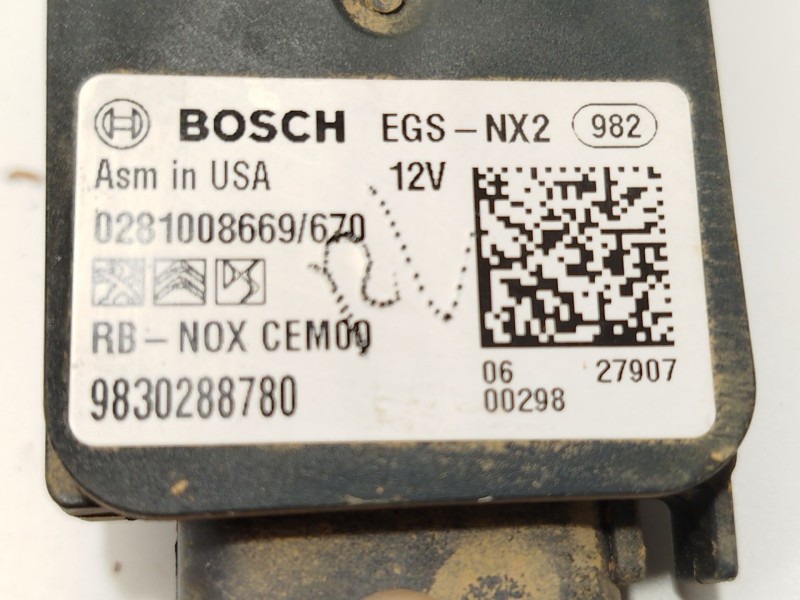 BOSCH EGS-NX2 982
Asm in USA 12V
0281008669/670
RB-NOX CEM00
9830288780
06 27907
00298